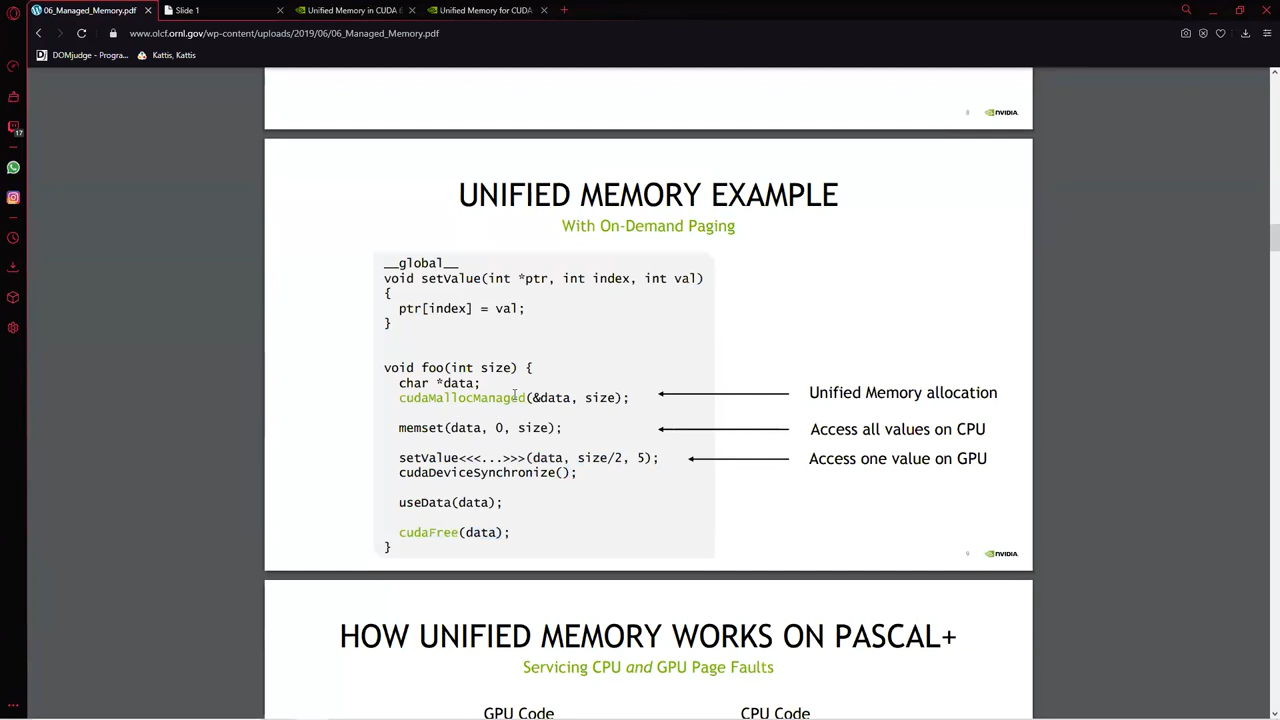 06_Managed_Memory.pdf
Slide 1
Unified Memory in CUDA
Unified Memory for CUDA
www.olcf.ornl.gov/wp-content/uploads/2019/06/06_Managed_Memory.pdf
DOMjudge - Progra...
Kattis, Kattis
17
8
NVIDIA.
UNIFIED MEMORY EXAMPLE
With On-Demand Paging
__global__
void setValue(int *ptr, int index, int val)
{
ptr[index] = val;
}
void foo(int size) {
char *data;
cudaMallocManaged(&data, size);
Unified Memory allocation
memset(data, 0, size);
Access all values on CPU
setValue<<<...>>>(data, size/2, 5);
Access one value on GPU
cudaDeviceSynchronize();
useData(data);
cudaFree(data);
}
9
NVIDIA.
HOW UNIFIED MEMORY WORKS ON PASCAL+
Servicing CPU and GPU Page Faults
GPU Code
CPU Code